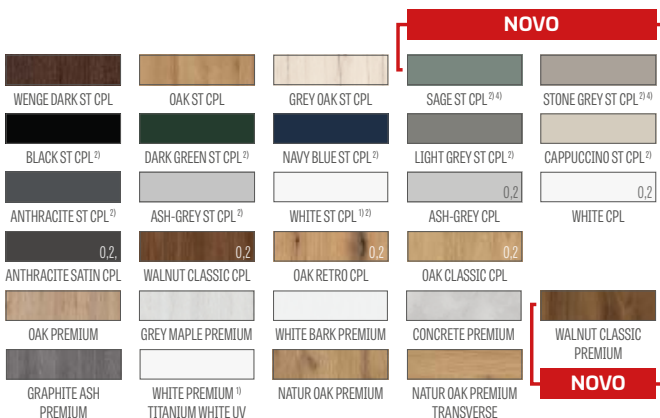 NOVO
WENGE DARK ST CPL
OAK ST CPL
GREY OAK ST CPL
SAGE ST CPL 2) 4)
STONE GREY ST CPL 2) 4)
BLACK ST CPL 2)
DARK GREEN ST CPL 2)
NAVY BLUE ST CPL 2)
LIGHT GREY ST CPL 2)
CAPPUCCINO ST CPL 2)
ANTHRACITE ST CPL 2)
ASH-GREY ST CPL 2)
WHITE ST CPL 1) 2)
0,2
ASH-GREY CPL
0,2
WHITE CPL
0,2,
ANTHRACITE SATIN CPL
0,2
WALNUT CLASSIC CPL
0,2
OAK RETRO CPL
0,2
OAK CLASSIC CPL
OAK PREMIUM
GREY MAPLE PREMIUM
WHITE BARK PREMIUM
CONCRETE PREMIUM
WALNUT CLASSIC
PREMIUM
GRAPHITE ASH
PREMIUM
WHITE PREMIUM 1)
TITANIUM WHITE UV
NATUR OAK PREMIUM
NATUR OAK PREMIUM
TRANSVERSE
NOVO